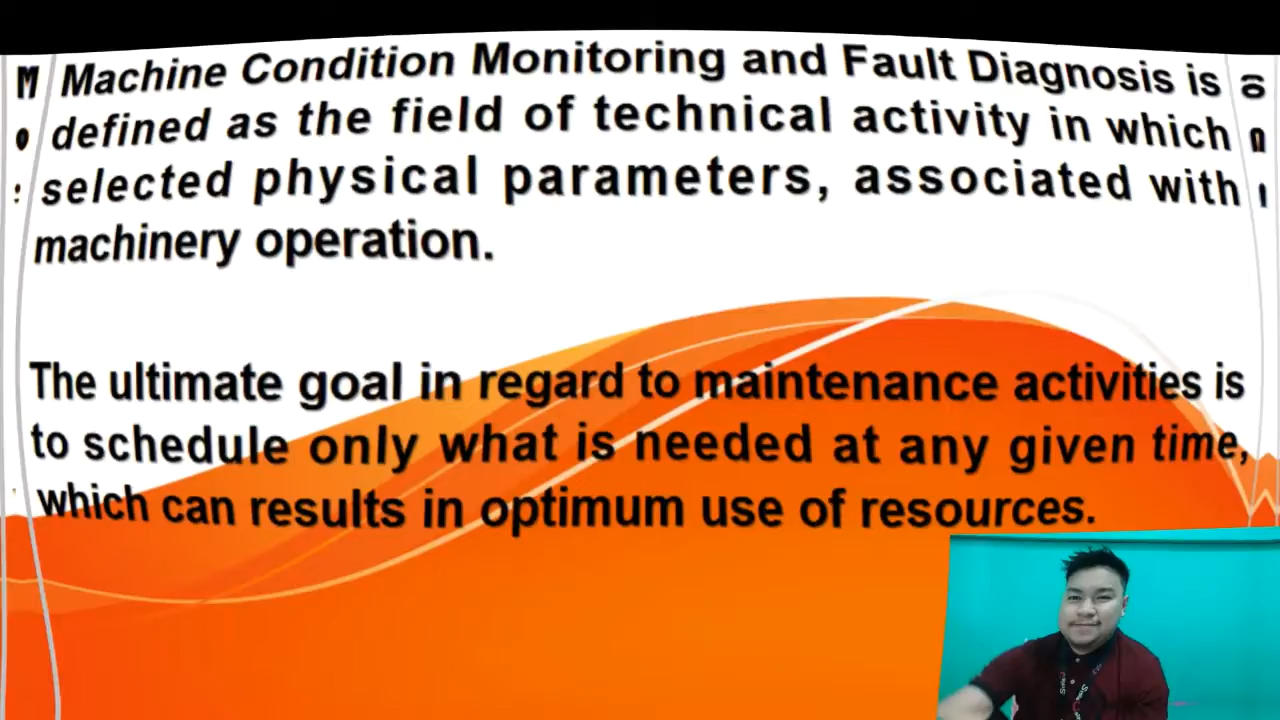 Machine Condition Monitoring and Fault Diagnosis is
defined as the field of technical activity in which
selected physical parameters, associated with
machinery operation.
The ultimate goal in regard to maintenance activities is
to schedule only what is needed at any given time,
which can results in optimum use of resources.